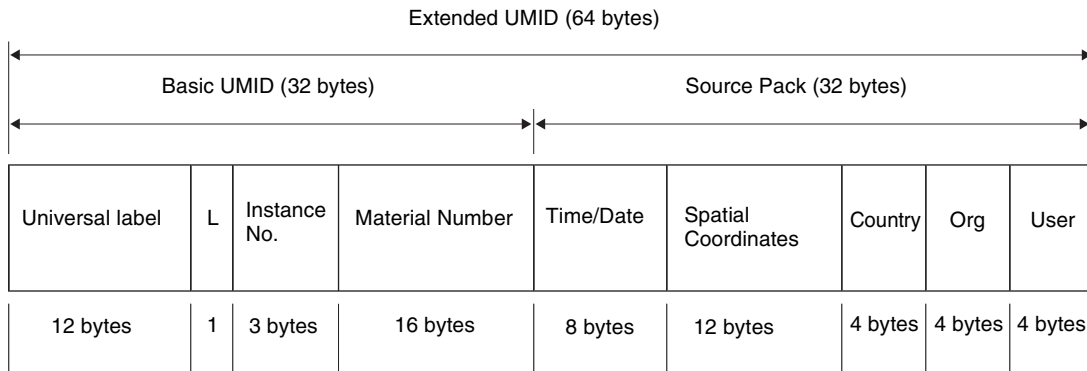 Extended UMID (64 bytes)
Basic UMID (32 bytes)
Source Pack (32 bytes)
Universal label
L
Instance
No.
Material Number
Time/Date
Spatial
Coordinates
Country
Org
User
12 bytes
1
3 bytes
16 bytes
8 bytes
12 bytes
4 bytes
4 bytes
4 bytes